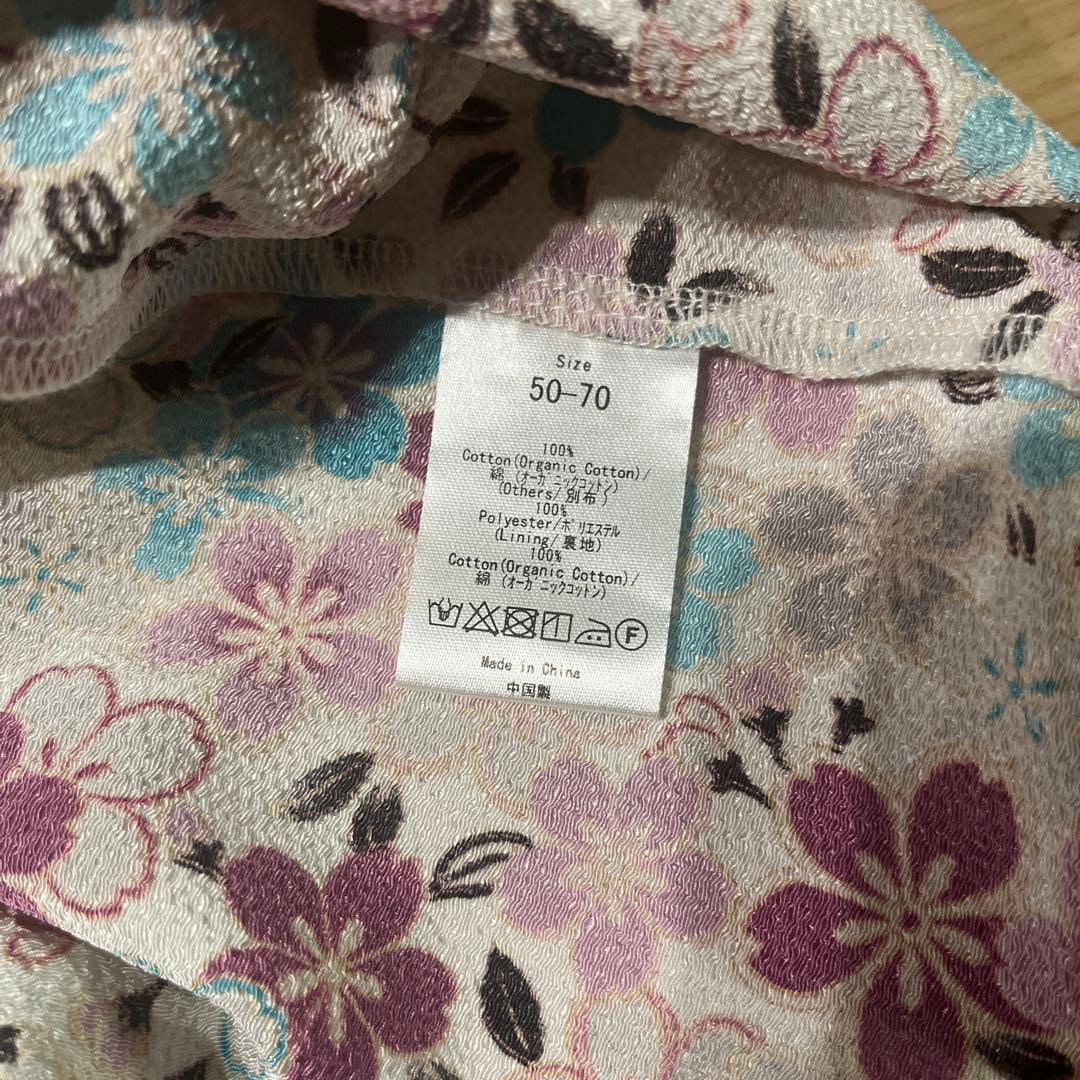 Size
50-70
100%
Cotton(Organic Cotton)/
綿 (オーガニックコットン)
(Others/別布)
100%
Polyester/ポリエステル
(Lining/裏地)
100%
Cotton(Organic Cotton)/
綿 (オーガニックコットン)
F
Made in China
中国製